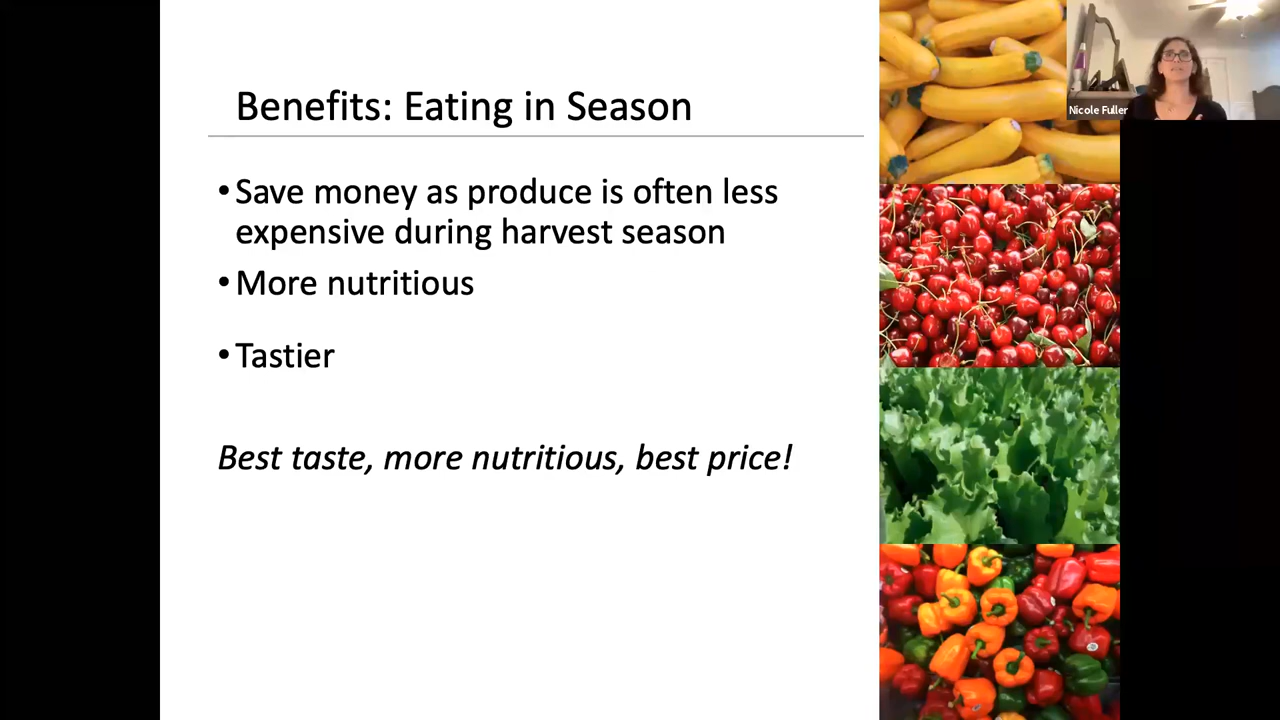 Benefits: Eating in Season
• Save money as produce is often less
expensive during harvest season
• More nutritious
• Tastier
Best taste, more nutritious, best price!
Nicole Fuller